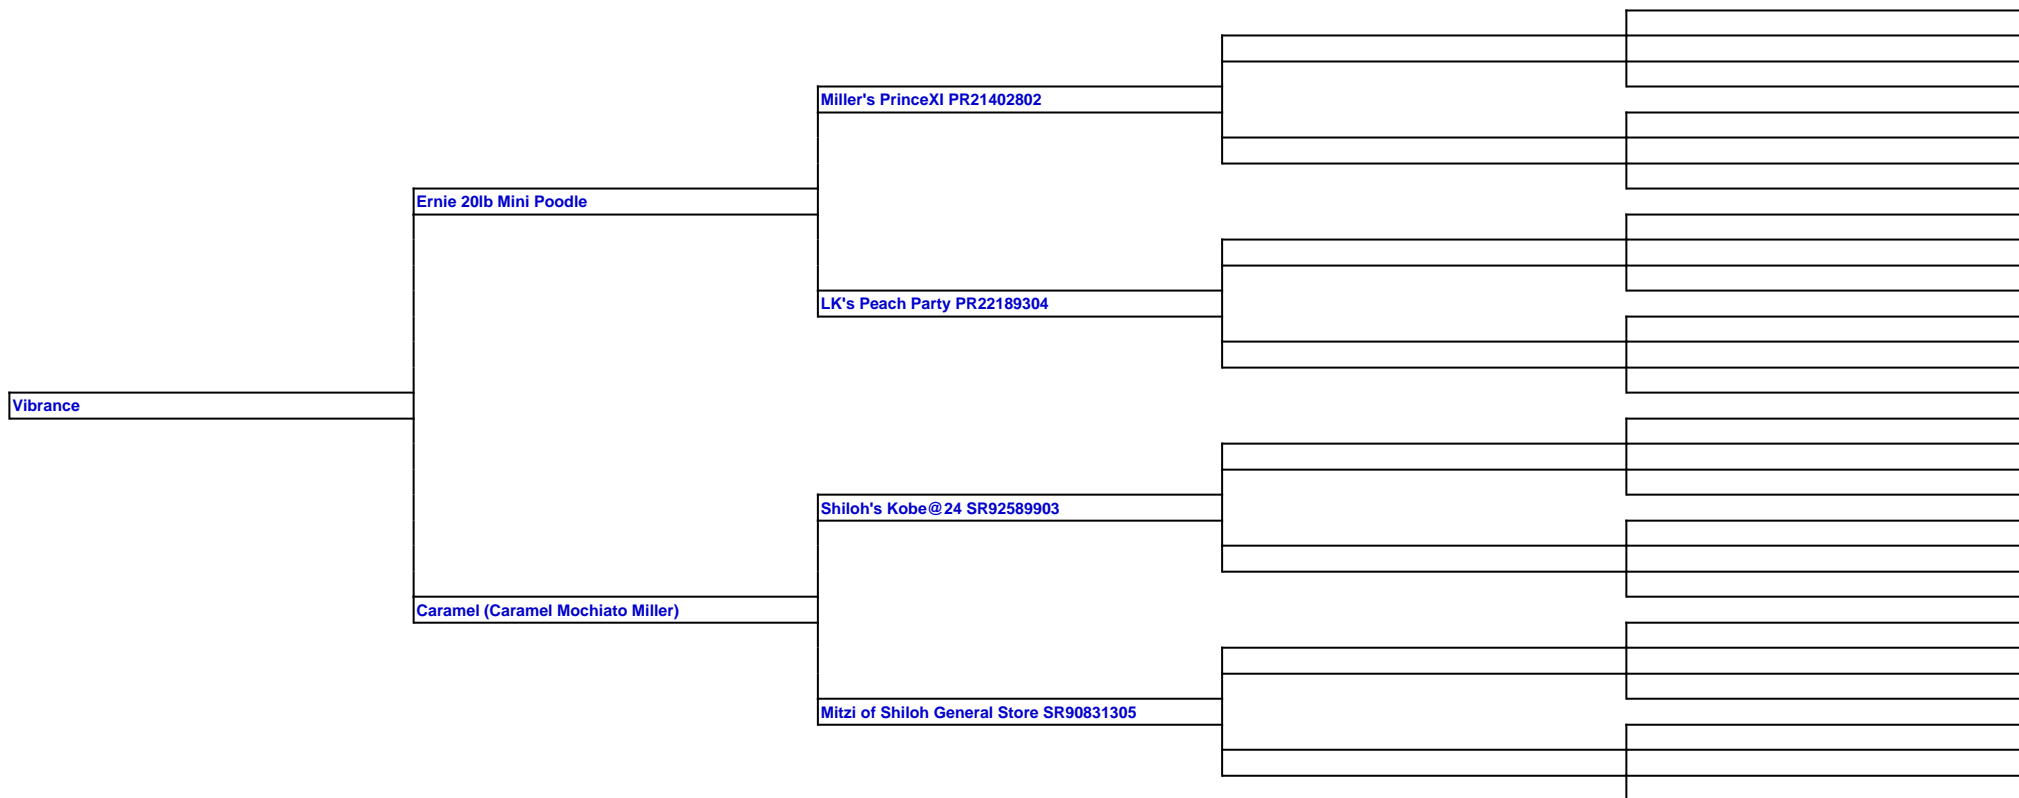 Miller's PrinceXI PR21402802
Ernie 20lb Mini Poodle
LK's Peach Party PR22189304
Vibrance
Shiloh's Kobe@24 SR92589903
Caramel (Caramel Mochiato Miller)
Mitzi of Shiloh General Store SR90831305